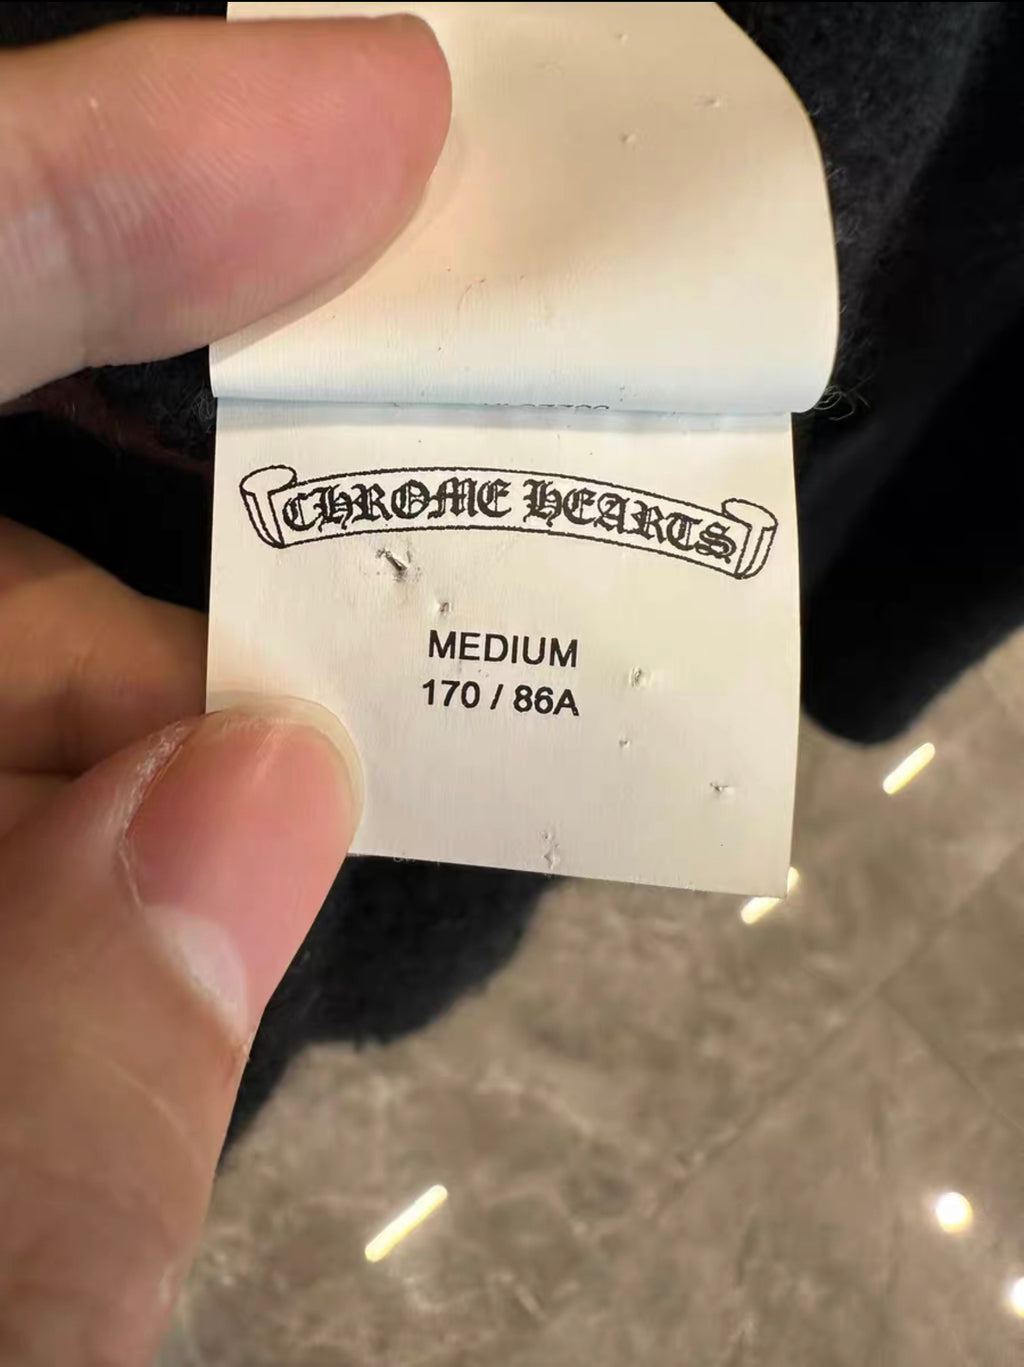 CHROME HEARTS
MEDIUM
170 / 86A